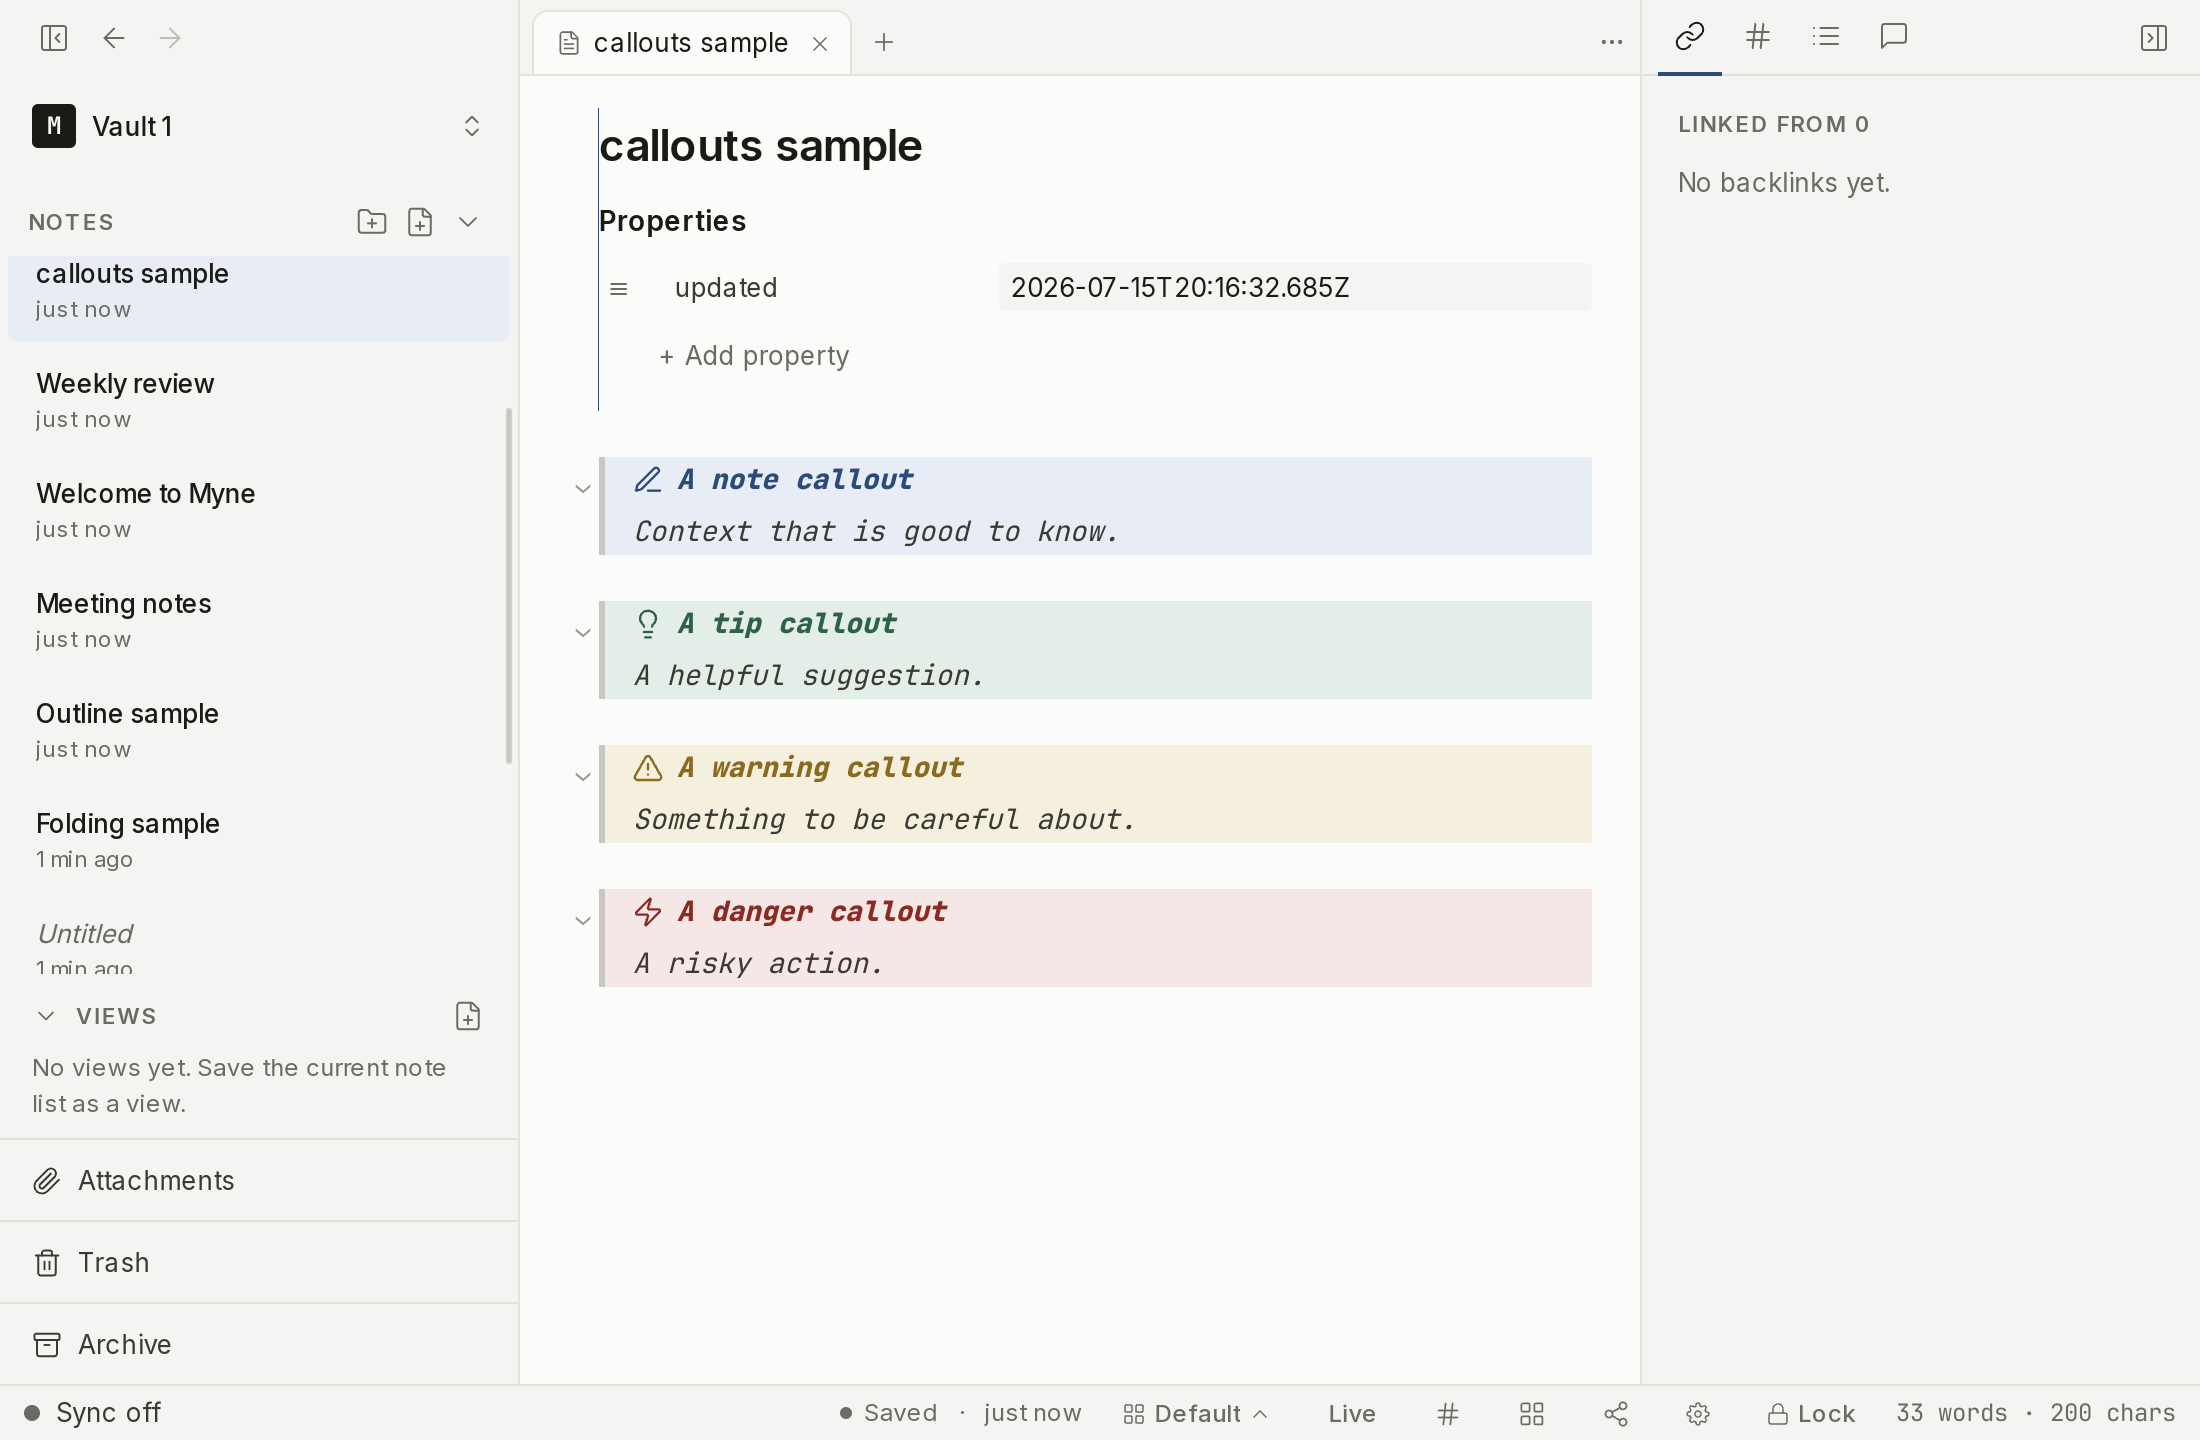 M Vault 1
NOTES
callouts sample
just now
Weekly review
just now
Welcome to Myne
just now
Meeting notes
just now
Outline sample
just now
Folding sample
1 min ago
Untitled
1 min ago
VIEWS
No views yet. Save the current note
list as a view.
Attachments
Trash
Archive
callouts sample
callouts sample
Properties
updated 2026-07-15T20:16:32.685Z
+ Add property
A note callout
Context that is good to know.
A tip callout
A helpful suggestion.
A warning callout
Something to be careful about.
A danger callout
A risky action.
LINKED FROM 0
No backlinks yet.
Sync off
Saved · just now Default Live Lock 33 words · 200 chars